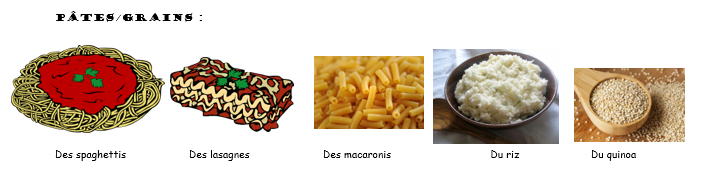 PÂTES/GRAINS :
Des spaghettis Des lasagnes Des macaronis Du riz Du quinoa